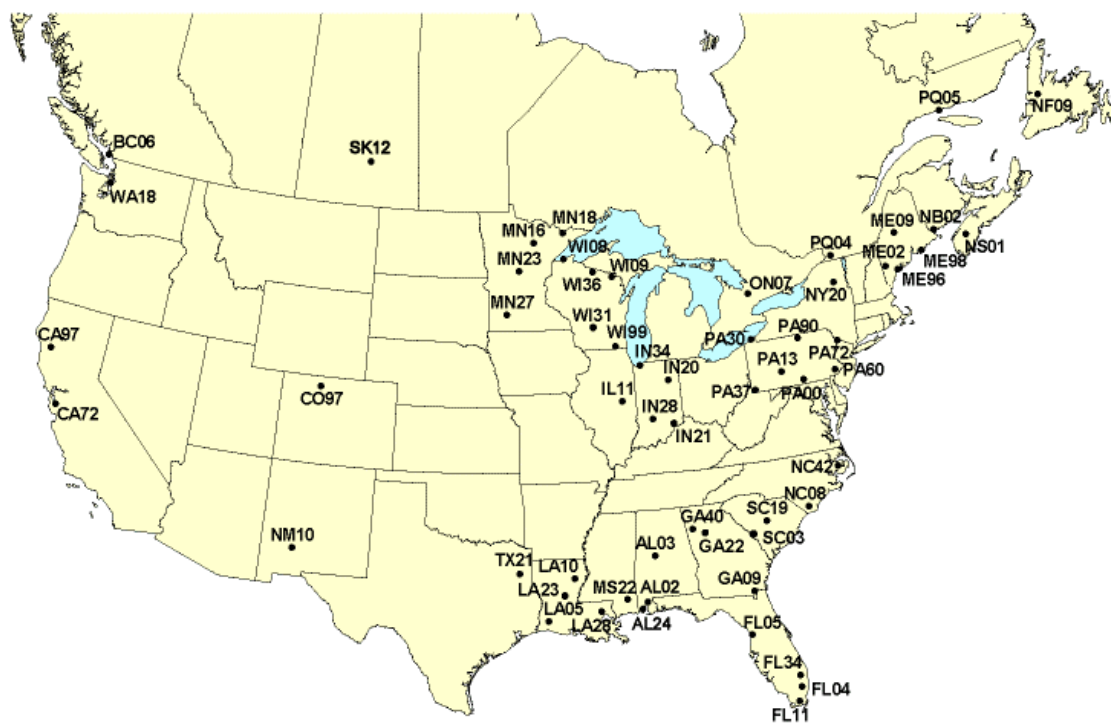 PQ05
NF09
BC06
SK12
WA18
MN18
MN16
ME09
NB02
WI08
PQ04
ME02
NS01
ME98
MN23
WI09
WI36
ON07
ME96
NY20
MN27
WI31
PA90
CA97
WI99
PA30
IN34
PA72
PA13
IN20
PA60
CO97
IL11
PA37
PA00
CA72
IN28
IN21
NC42
NC08
SC19
GA40
NM10
AL03
GA22
SC03
TX21
LA10
GA09
LA23
MS22
AL02
LA05
LA28
AL24
FL05
FL34
FL04
FL11